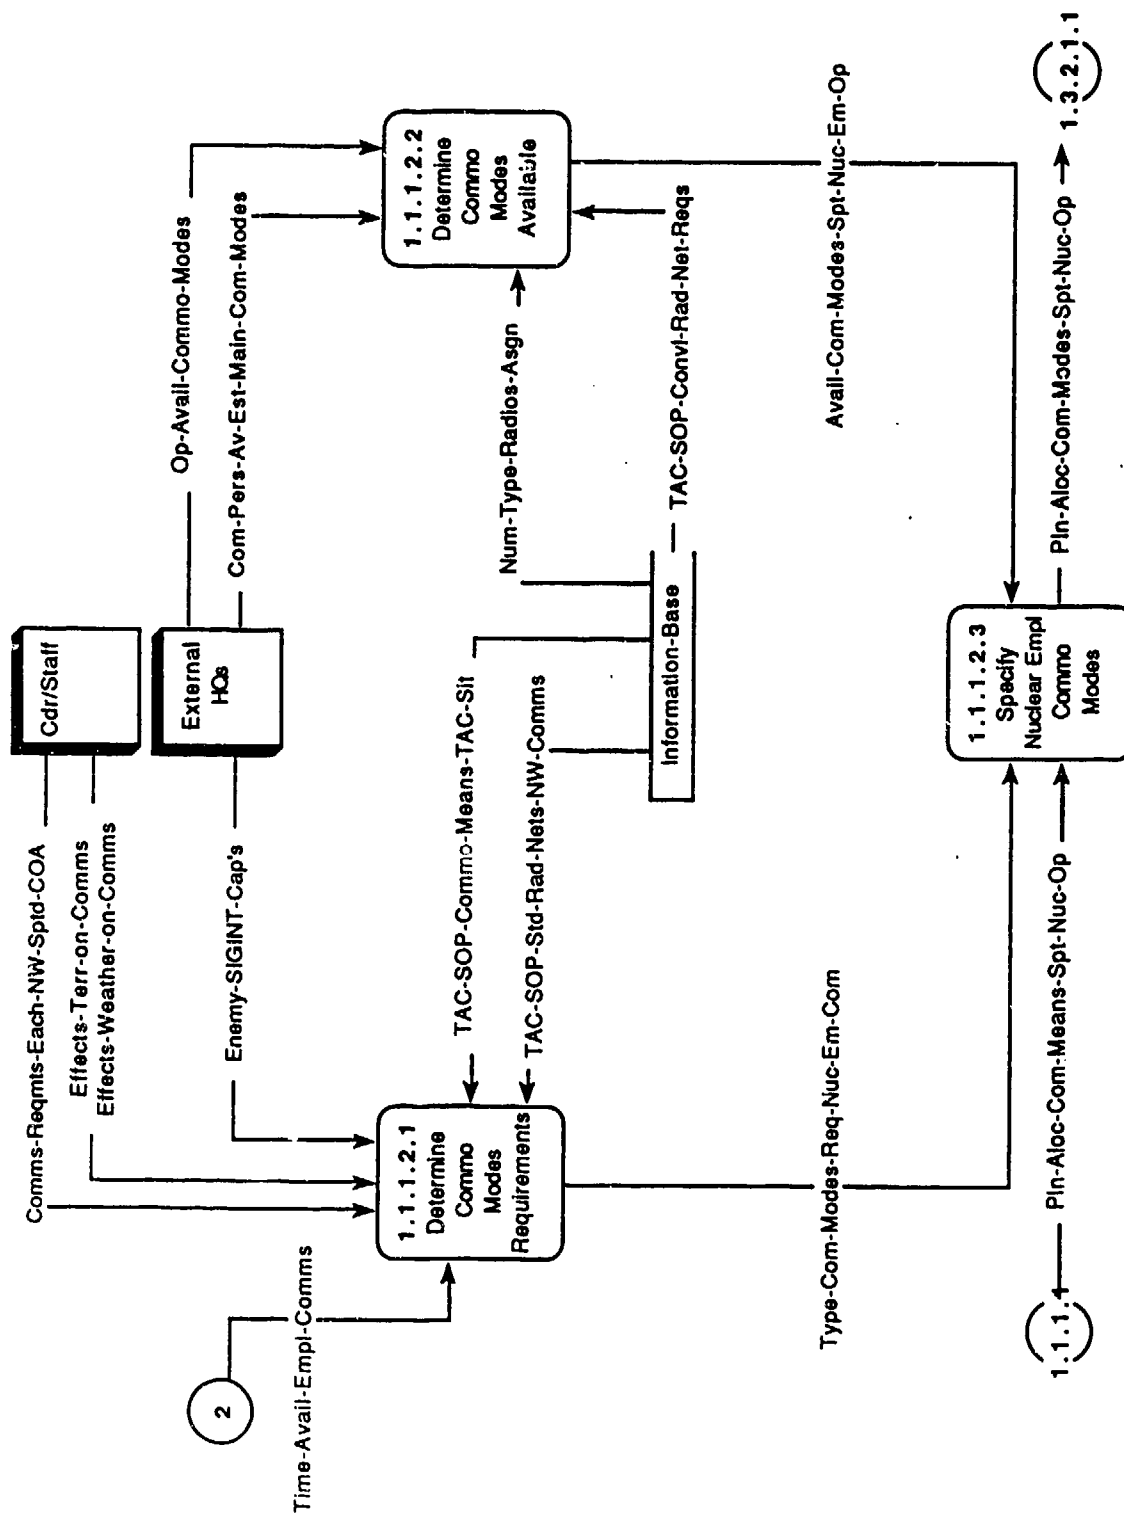 Cdr/Staff
Comms-Reqmts-Each-NW-Sptd-COA
Effects-Terr-on-Comms
Effects-Weather-on-Comms
External
HQs
Enemy-SIGINT-Cap's
Op-Avail-Commo-Modes
Com-Pers-Av-Est-Main-Com-Modes
2
Time-Avail-Empl-Comms
1.1.1.2.1
Determine
Commo
Modes
Requirements
TAC-SOP-Commo-Means-TAC-Sit
TAC-SOP-Std-Rad-Nets-NW-Comms
Num-Type-Radios-Asgn
1.1.1.2.2
Determine
Commo
Modes
Available
Information-Base
TAC-SOP-Convl-Rad-Net-Reqs
Type-Com-Modes-Req-Nuc-Em-Com
Avail-Com-Modes-Spt-Nuc-Em-Op
1.1.1.2.3
Specify
Nuclear Empl
Commo
Modes
1.1.1.1
Pln-Aloc-Com-Means-Spt-Nuc-Op
Pln-Aloc-Com-Modes-Spt-Nuc-Op
1.3.2.1.1